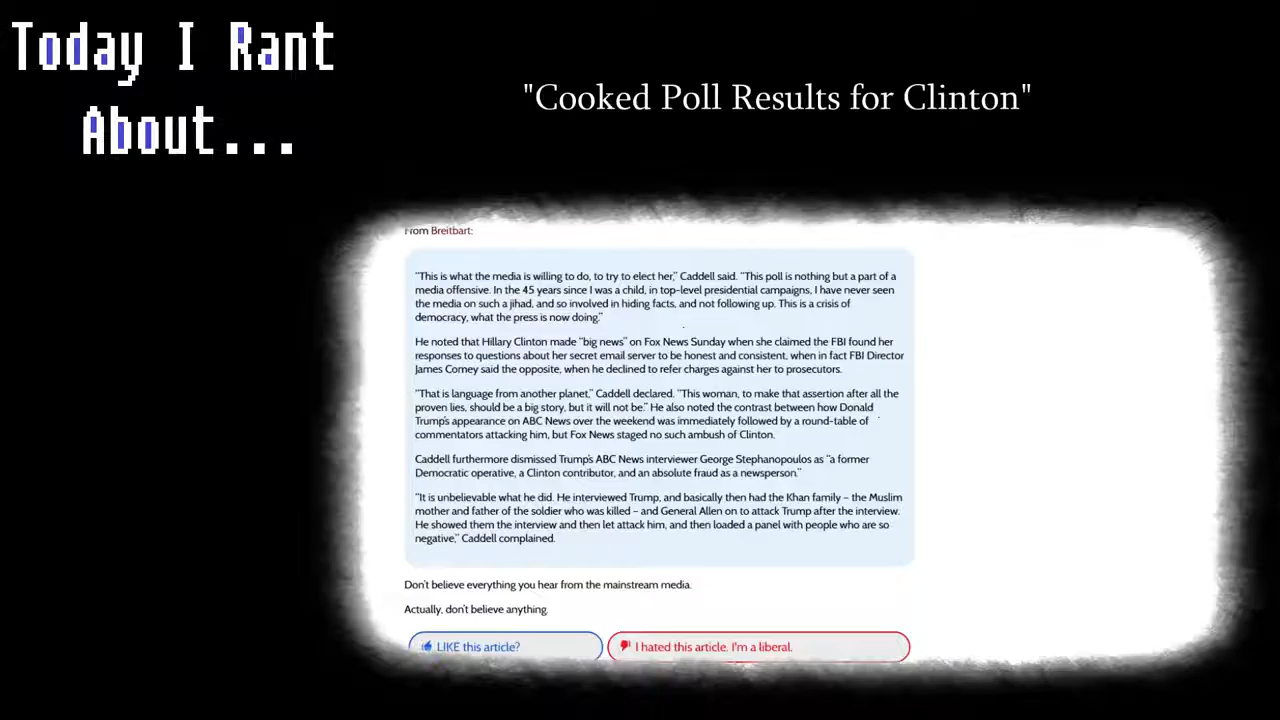 Today I Rant
About...
"Cooked Poll Results for Clinton"
From Breitbart:
"This is what the media is willing to do, to try to elect her," Caddell said. "This poll is nothing but a part of a
media offensive. In the 45 years since I was a child, in top-level presidential campaigns, I have never seen
the media on such a jihad, and so involved in hiding facts, and not following up. This is a crisis of
democracy, what the press is now doing."
He noted that Hillary Clinton made "big news" on Fox News Sunday when she claimed the FBI found her
responses to questions about her secret email server to be honest and consistent, when in fact FBI Director
James Comey said the opposite, when he declined to refer charges against her to prosecutors.
"That is language from another planet," Caddell declared. "This woman, to make that assertion after all the
proven lies, should be a big story, but it will not be." He also noted the contrast between how Donald
Trump's appearance on ABC News over the weekend was immediately followed by a round-table of
commentators attacking him, but Fox News staged no such ambush of Clinton.
Caddell furthermore dismissed Trump's ABC News interviewer George Stephanopoulos as "a former
Democratic operative, a Clinton contributor, and an absolute fraud as a newsperson."
"It is unbelievable what he did. He interviewed Trump, and basically then had the Khan family – the Muslim
mother and father of the soldier who was killed – and General Allen on to attack Trump after the interview.
He showed them the interview and then let attack him, and then loaded a panel with people who are so
negative," Caddell complained.
Don't believe everything you hear from the mainstream media.
Actually, don't believe anything.
LIKE this article?
I hated this article. I'm a liberal.